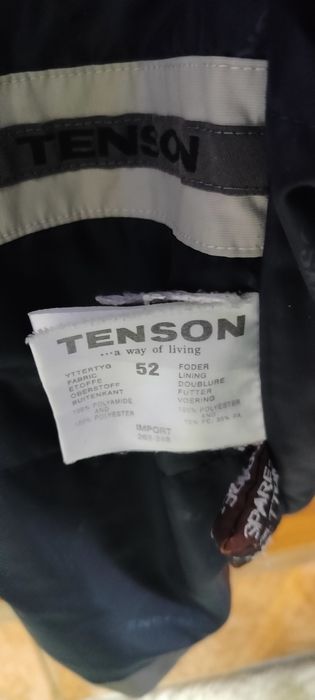 TENSON
TENSON
...a way of living
YTTERTYG 52 FODER
FABRIC LINING
ETOFFE DOUBLURE
OBERSTOFF FUTTER
BUITENKANT VOERING
100% POLYAMIDE 100% POLYESTER
AND AND
100% POLYESTER
IMPORT
SPARE